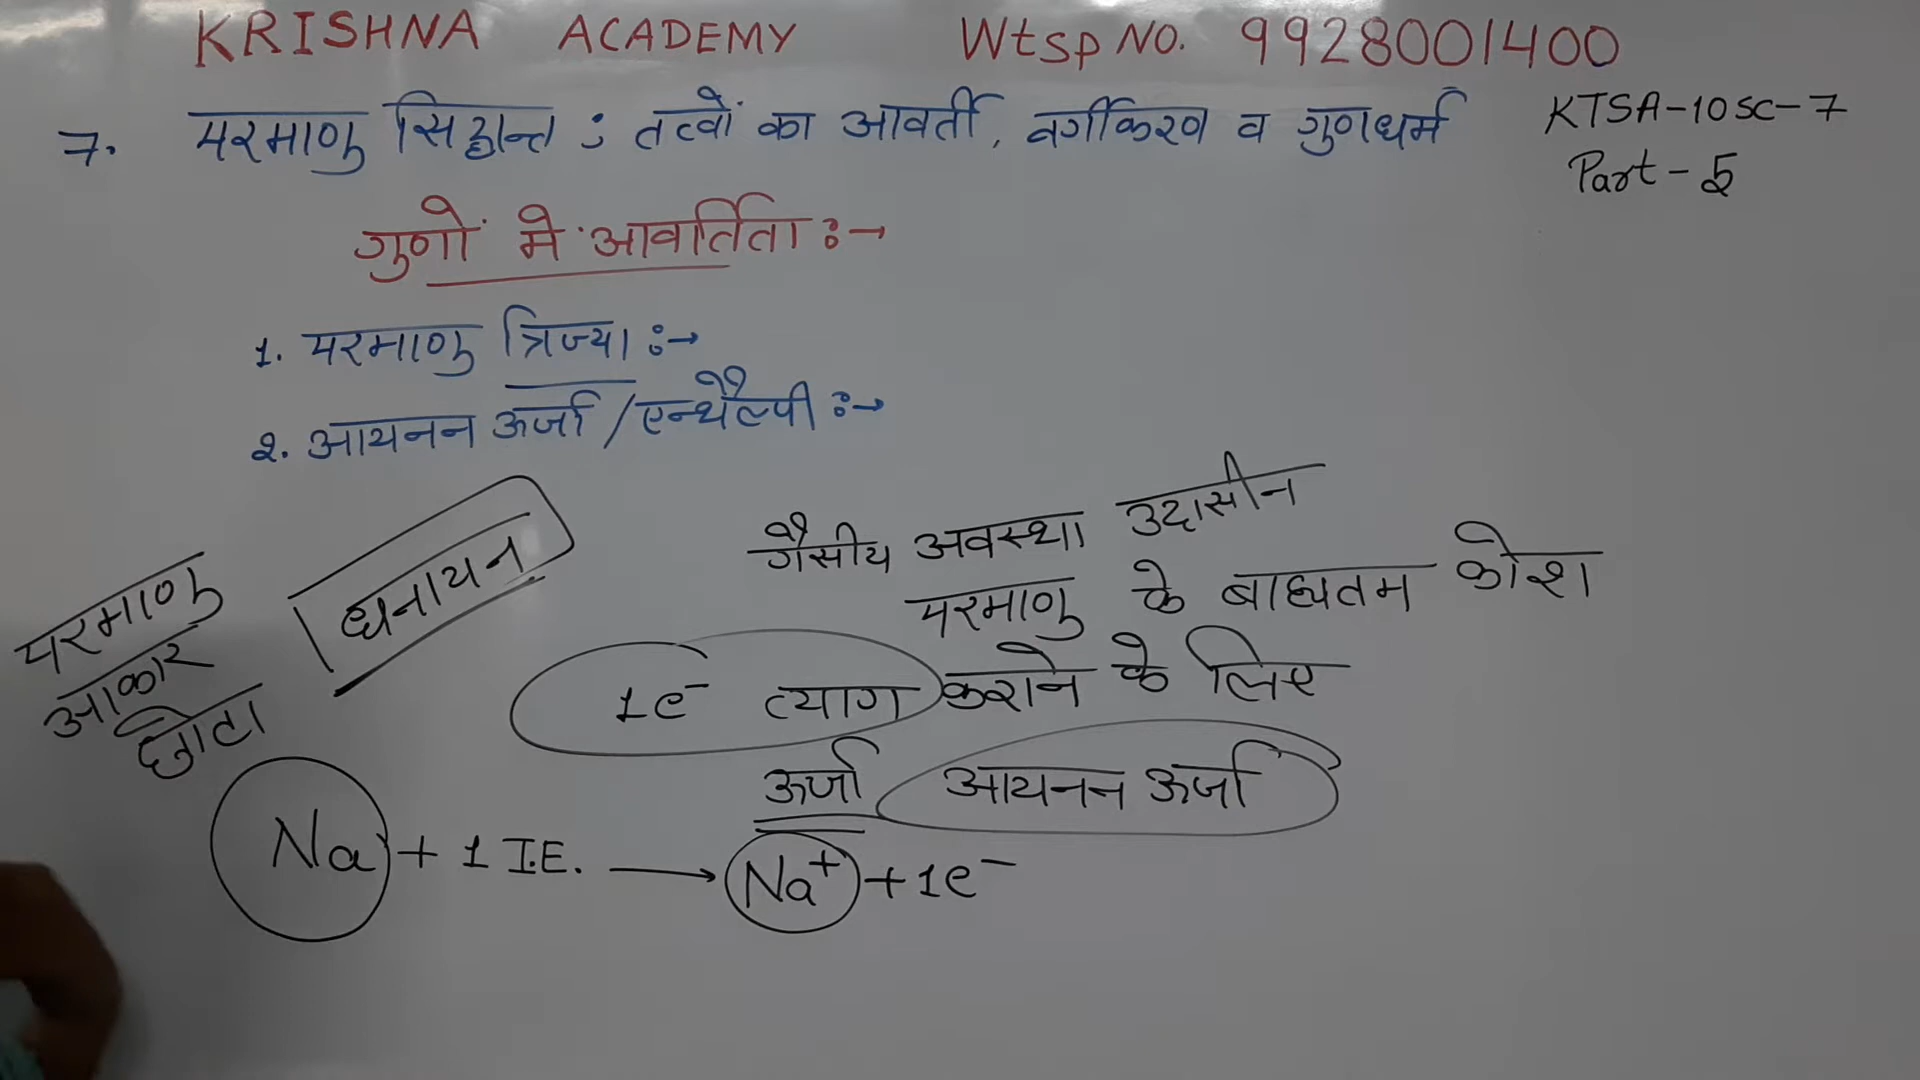 KRISHNA ACADEMY Wtsp NO. 9928001400
7. परमाणु सिद्धान्त : तत्वों का आवर्ती, वर्गीकरण व गुणधर्म
KTSA-10SC-7
Part-5
गुणों मे आवर्तिता :→
1. परमाणु त्रिज्या :→
2. आयनन ऊर्जा/एन्थैल्पी :→
गैसीय अवस्था उदासीन
परमाणु के बाह्यतम कोश
1e⁻ त्याग कराने के लिए
ऊर्जा आयनन ऊर्जा
धनायन
परमाणु
आकार
छोटा
Na + 1 I.E. ⟶ Na⁺ + 1e⁻